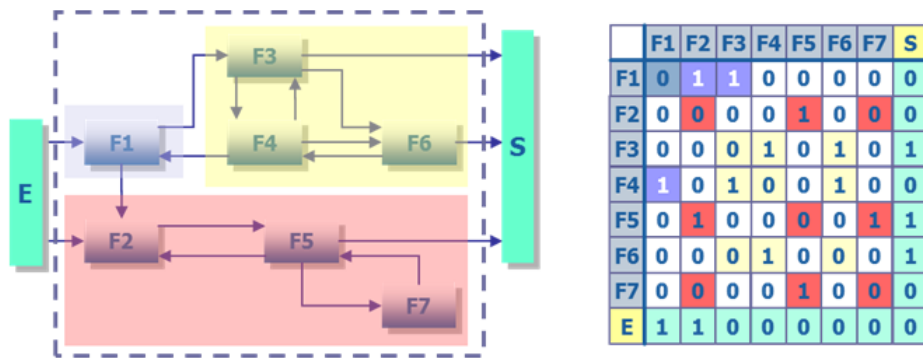 F3
F1
F4
F6
E
S
F2
F5
F7
F1 F2 F3 F4 F5 F6 F7 S
F1 0 1 1 0 0 0 0 0
F2 0 0 0 0 1 0 0 0
F3 0 0 0 1 0 1 0 1
F4 1 0 1 0 0 1 0 0
F5 0 1 0 0 0 0 1 1
F6 0 0 0 1 0 0 0 1
F7 0 0 0 0 1 0 0 0
E 1 1 0 0 0 0 0 0